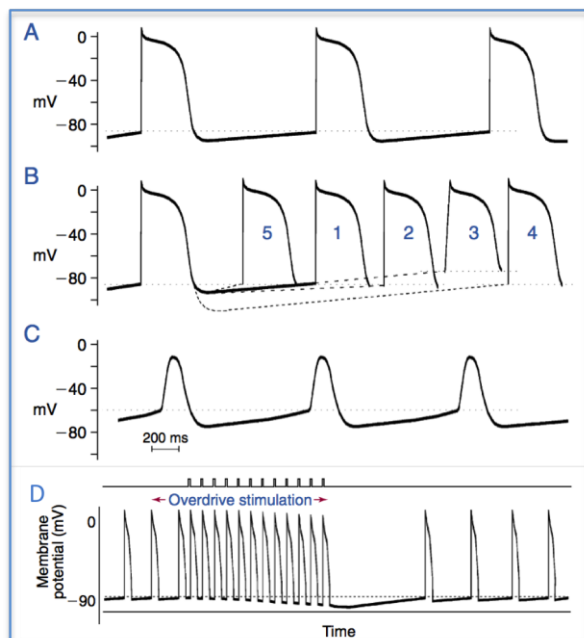 A
0
−40
mV
−80
B
0
−40
mV
−80
5 1 2 3 4
C
0
−40
mV
−80
200 ms
D
Overdrive stimulation
Membrane
potential (mV)
0
−90
Time